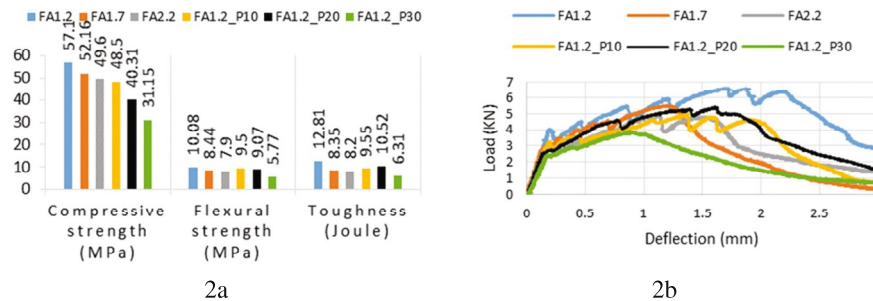 FA1.2 FA1.7 FA2.2 FA1.2_P10 FA1.2_P20 FA1.2_P30
60
50
40
30
20
10
0
57.1
52.16
49.6
48.5
40.31
31.15
10.08
8.44
7.9
9.5
9.07
5.77
12.81
8.35
8.2
9.55
10.52
6.31
Compressive
strength
(MPa)
Flexural
strength
(MPa)
Toughness
(Joule)
2a
FA1.2 FA1.7 FA2.2
FA1.2_P10 FA1.2_P20 FA1.2_P30
Load (KN)
7
6
5
4
3
2
1
0
0 0.5 1 1.5 2 2.5
Deflection (mm)
2b